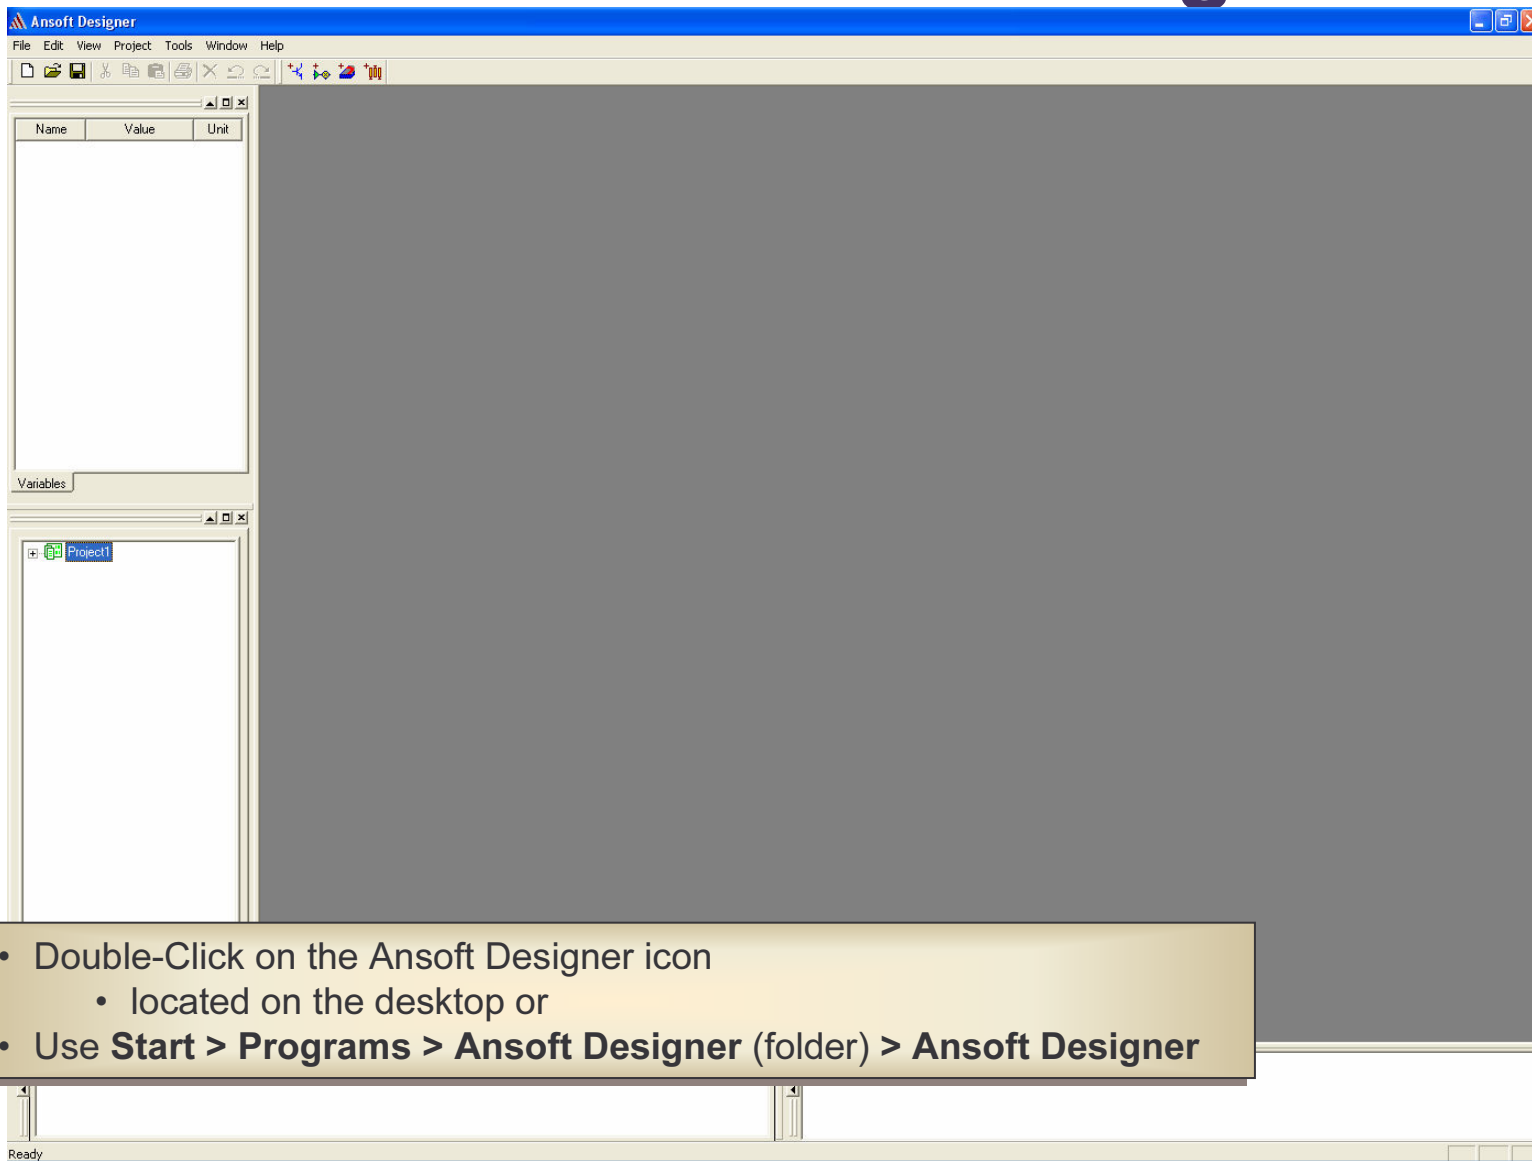 Ansoft Designer
File Edit View Project Tools Window Help
Name Value Unit
Variables
Project1
• Double-Click on the Ansoft Designer icon
• located on the desktop or
• Use Start > Programs > Ansoft Designer (folder) > Ansoft Designer
Ready